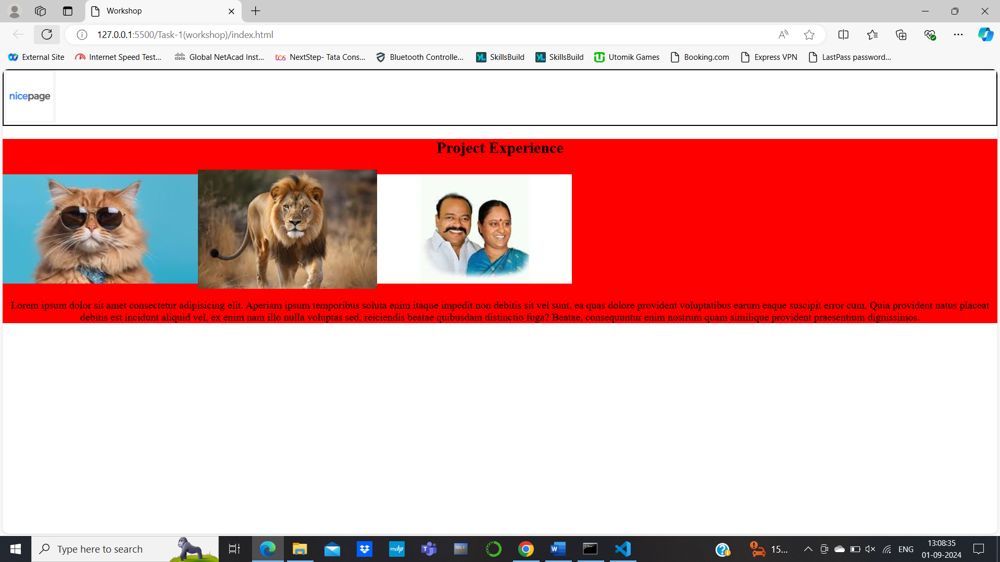 Workshop
127.0.0.1:5500/Task-1(workshop)/index.html
External Site Internet Speed Test... Global NetAcad Inst... NextStep- Tata Cons... Bluetooth Controlle... SkillsBuild SkillsBuild Utomik Games Booking.com Express VPN LastPass password...
nicepage
Project Experience
Lorem ipsum dolor sit amet consectetur adipisicing elit. Aperiam ipsum temporibus soluta enim itaque impedit non debitis sit vel sunt, ea quas dolore provident voluptatibus earum eaque suscipit error cum. Quia provident natus placeat
debitis est incidunt aliquid vel, ex enim nam illo nulla voluptas sed, reiciendis beatae quibusdam distinctio fuga? Beatae, consequuntur enim nostrum quam similique provident praesentium dignissimos.
Type here to search 15... ENG 13:08:35
01-09-2024